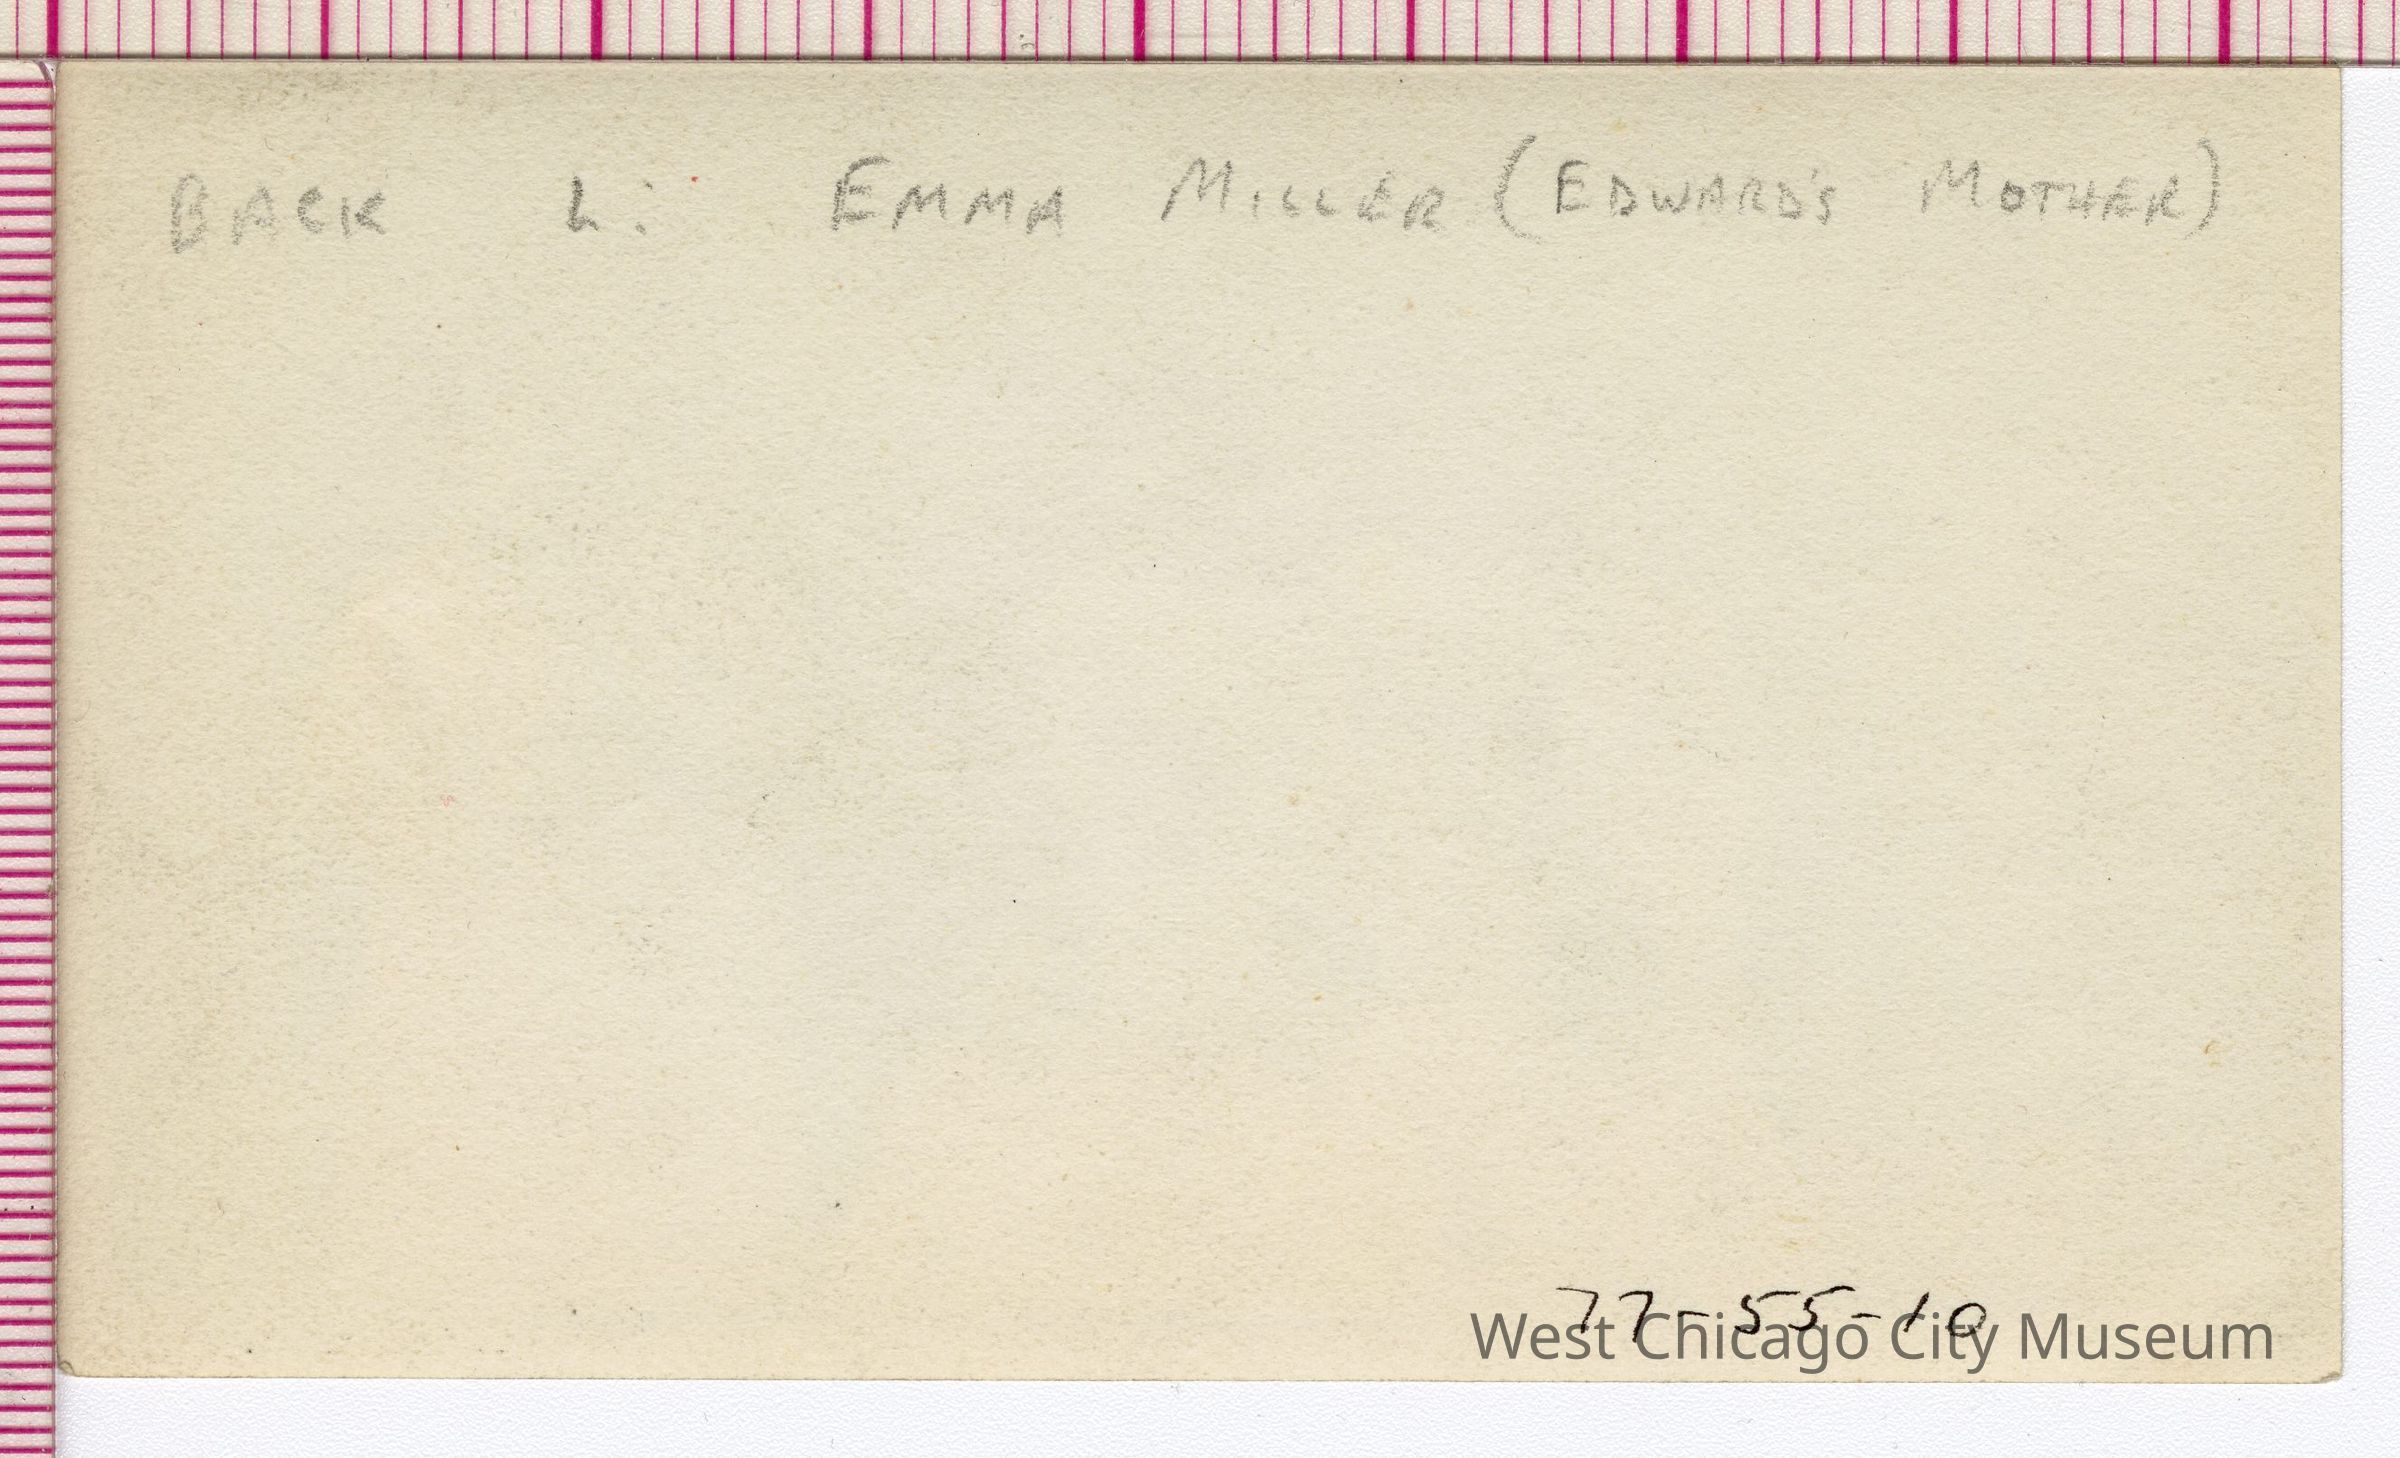 BACK L: EMMA MILLER (EDWARD'S MOTHER)
77-55-10
West Chicago City Museum